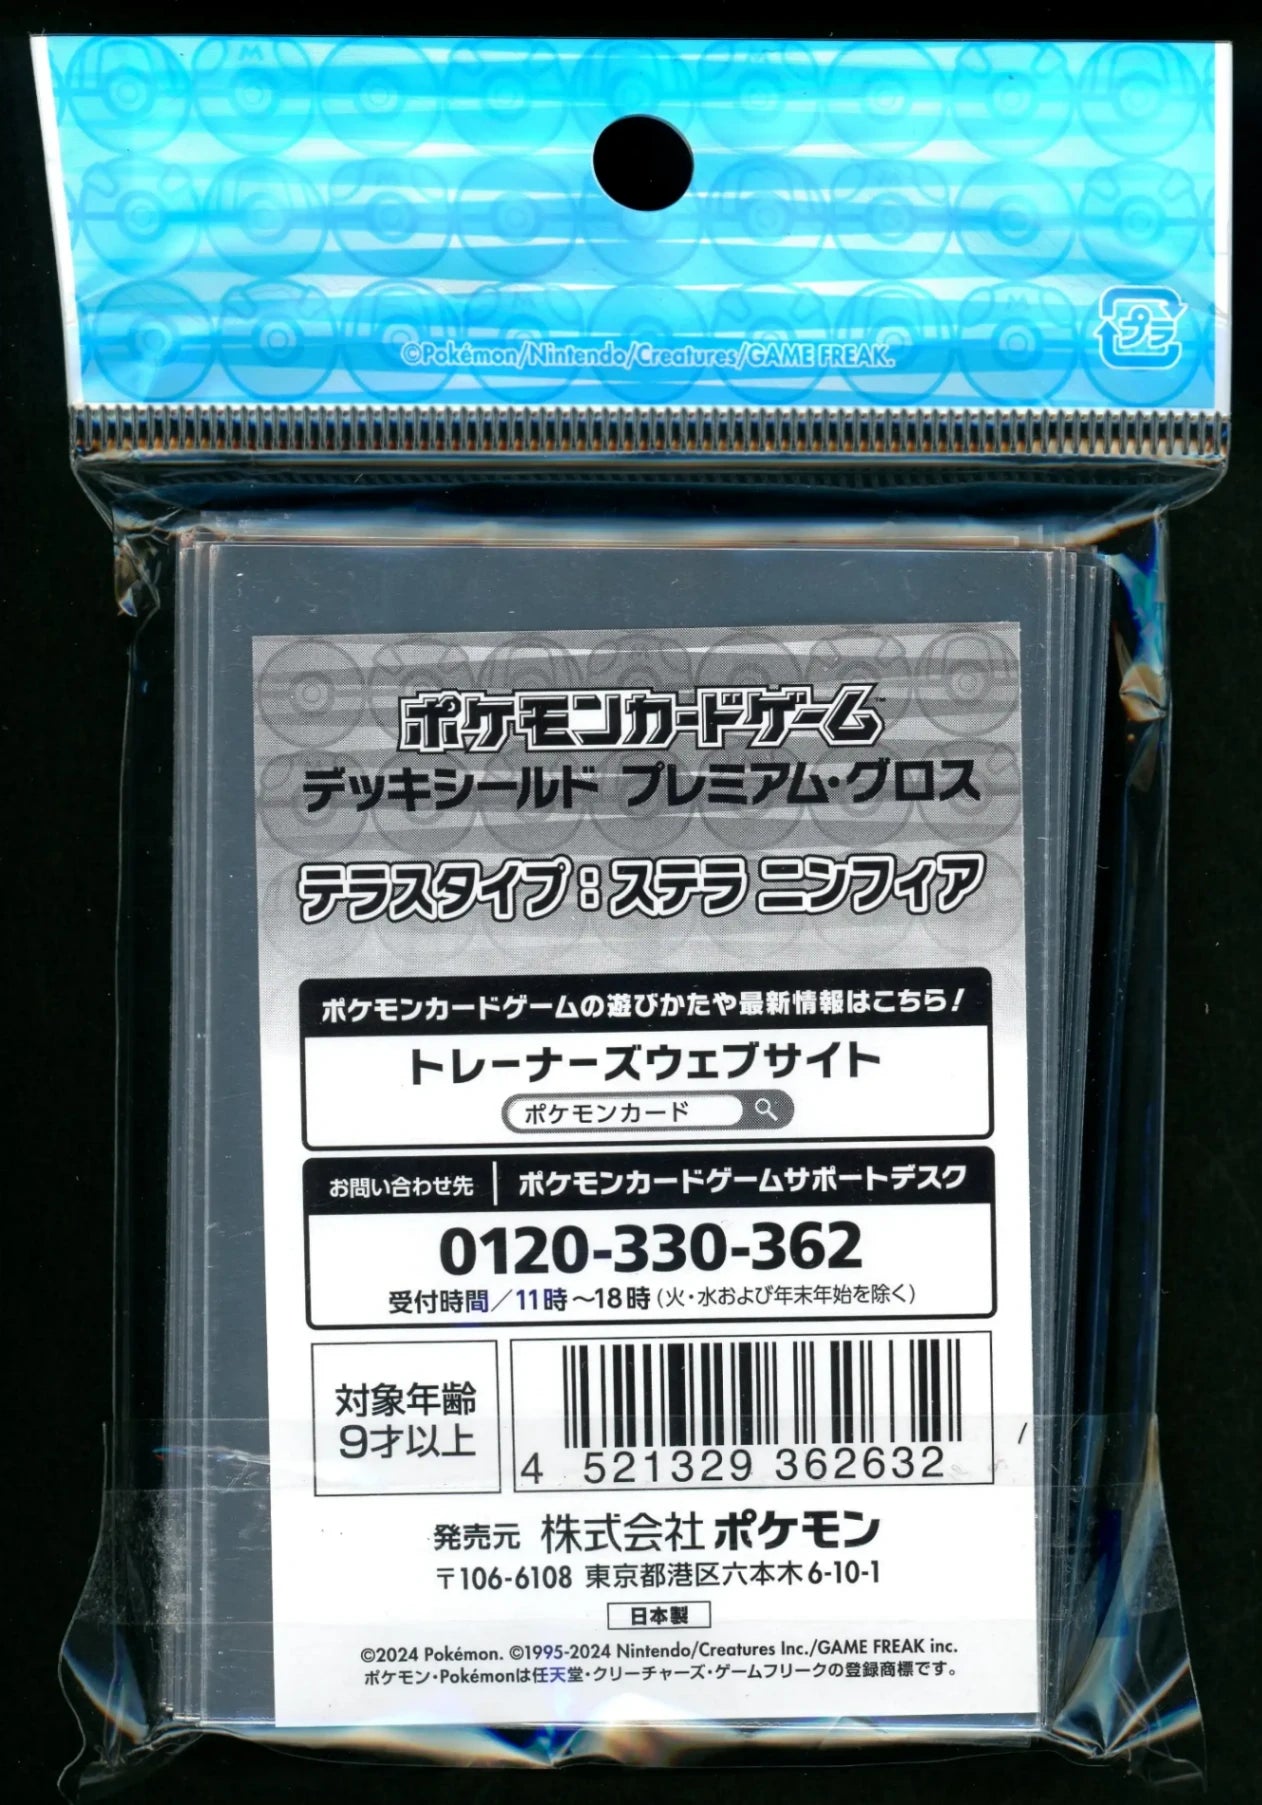 ©Pokémon/Nintendo/Creatures/GAME FREAK.
プラ
ポケモンカードゲーム™
デッキシールド プレミアム・グロス
テラスタイプ：ステラ ニンフィア
ポケモンカードゲームの遊びかたや最新情報はこちら！
トレーナーズウェブサイト
ポケモンカード
お問い合わせ先 ポケモンカードゲームサポートデスク
0120-330-362
受付時間／11時～18時（火・水および年末年始を除く）
対象年齢
9才以上
4 521329 362632
発売元 株式会社ポケモン
〒106-6108 東京都港区六本木6-10-1
日本製
©2024 Pokémon. ©1995-2024 Nintendo/Creatures Inc./GAME FREAK inc.
ポケモン・Pokémonは任天堂・クリーチャーズ・ゲームフリークの登録商標です。